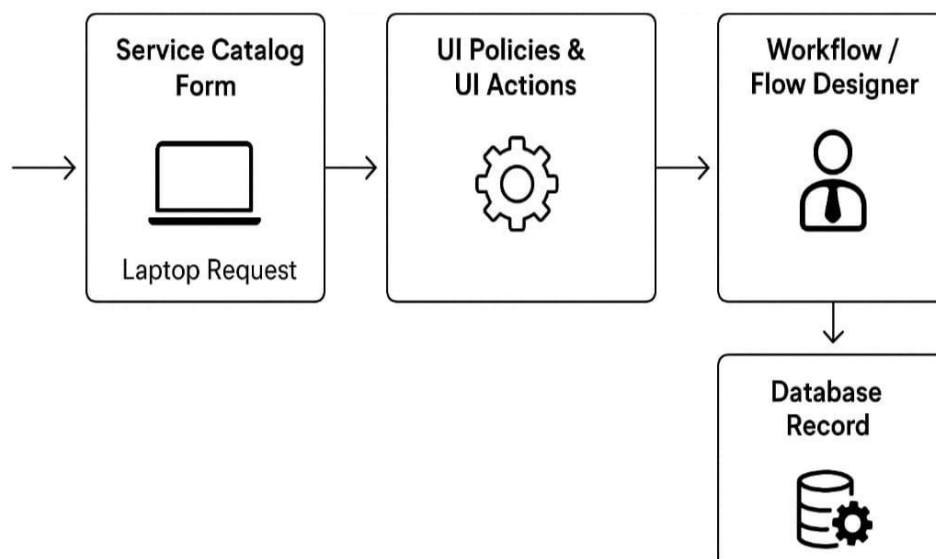 Service Catalog
Form
Laptop Request
UI Policies &
UI Actions
Workflow /
Flow Designer
Database
Record